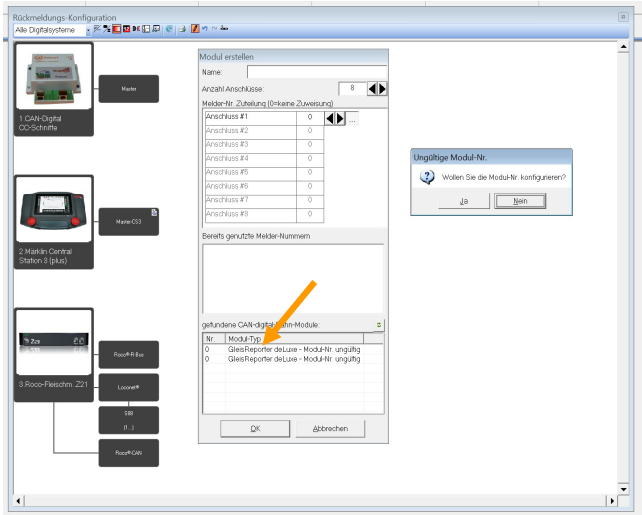 Rückmeldungs-Konfiguration
Alle Digitalsysteme
Master
1.CAN-Digital
CC-Schnitte
MasterCS3
2.Märklin Central
Station 3 (plus)
Z21
Roco®-R-Bus
3.Roco-Fleischm. Z21
Loconet®
S88
(1...)
Roco®-CAN
Modul erstellen
Name:
Anzahl Anschlüsse:
8
Melder-Nr. Zuteilung (0=keine Zuweisung)
Anschluss #1 0 ...
Anschluss #2 0
Anschluss #3 0
Anschluss #4 0
Anschluss #5 0
Anschluss #6 0
Anschluss #7 0
Anschluss #8 0
Bereits genutzte Melder-Nummern
gefundene CAN-digital-Bahn-Module:
Nr. Modul-Typ
0 GleisReporter deLuxe - Modul-Nr. ungültig
0 GleisReporter deLuxe - Modul-Nr. ungültig
OK Abbrechen
Ungültige Modul-Nr.
Wollen Sie die Modul-Nr. konfigurieren?
Ja Nein